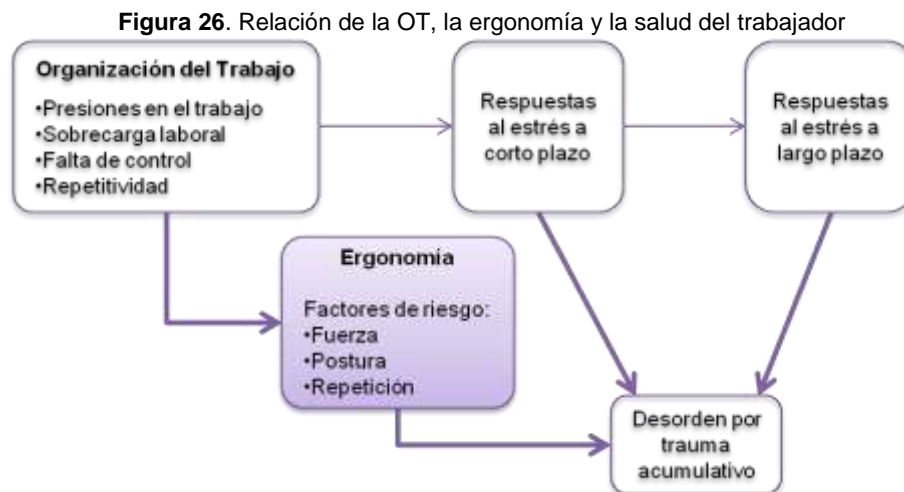 Figura 26. Relación de la OT, la ergonomía y la salud del trabajador
Organización del Trabajo
•Presiones en el trabajo
•Sobrecarga laboral
•Falta de control
•Repetitividad
Respuestas
al estrés a
corto plazo
Respuestas
al estrés a
largo plazo
Ergonomía
Factores de riesgo:
•Fuerza
•Postura
•Repetición
Desorden por
trauma
acumulativo